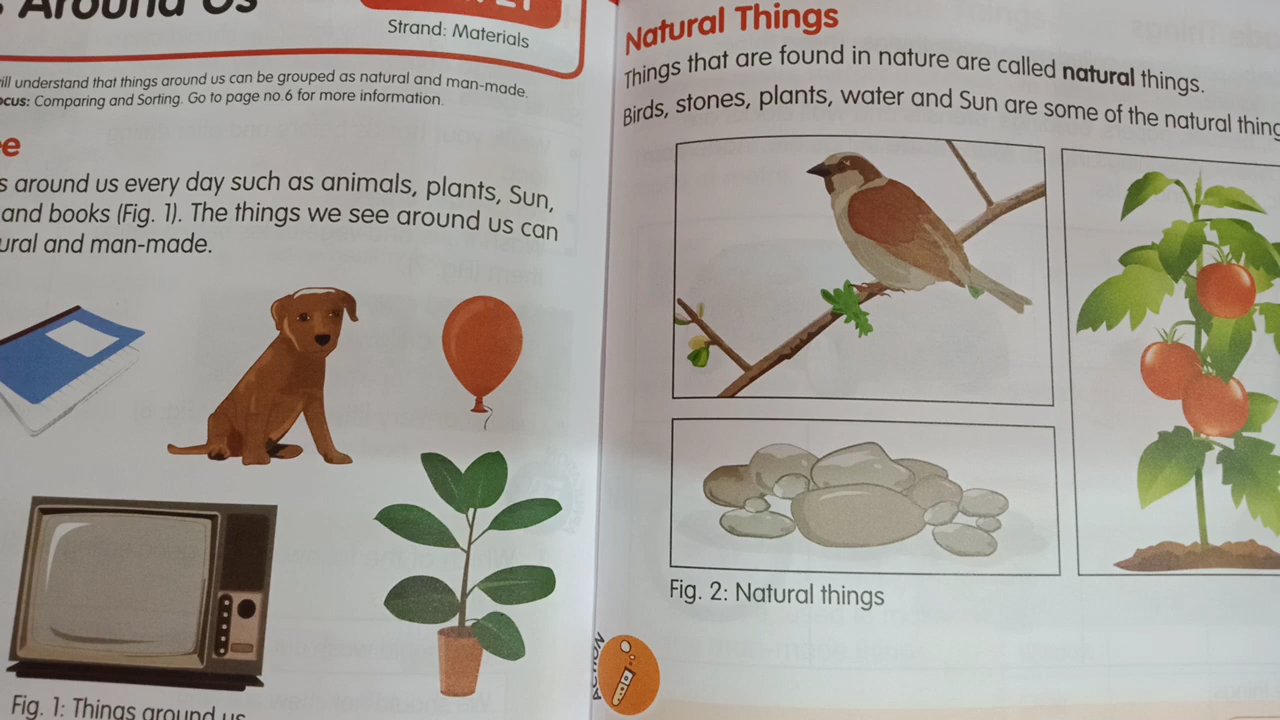 Around Us
Strand: Materials
will understand that things around us can be grouped as natural and man-made.
ocus: Comparing and Sorting. Go to page no.6 for more information.
e
s around us every day such as animals, plants, Sun,
and books (Fig. 1). The things we see around us can
ural and man-made.
Fig. 1: Things around us
Natural Things
Things that are found in nature are called natural things.
Birds, stones, plants, water and Sun are some of the natural thing
Fig. 2: Natural things
ACTION